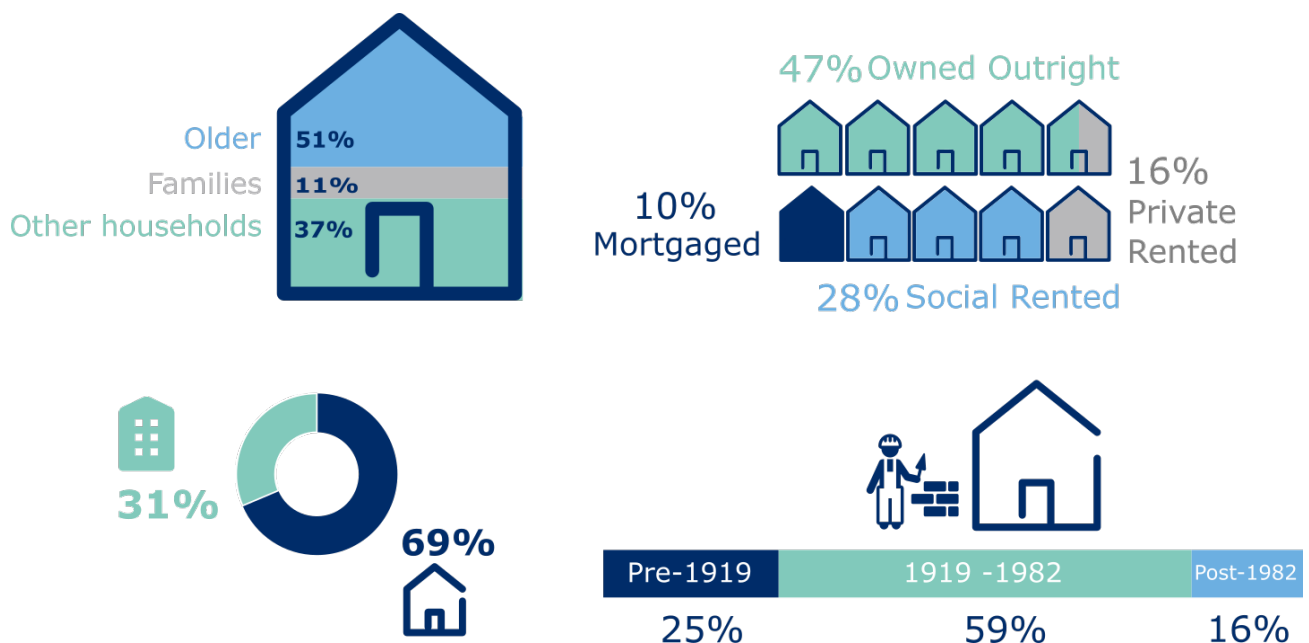 Older 51%
Families 11%
Other households 37%
47% Owned Outright
10%
Mortgaged
16%
Private
Rented
28% Social Rented
31%
69%
Pre-1919 1919 -1982 Post-1982
25% 59% 16%